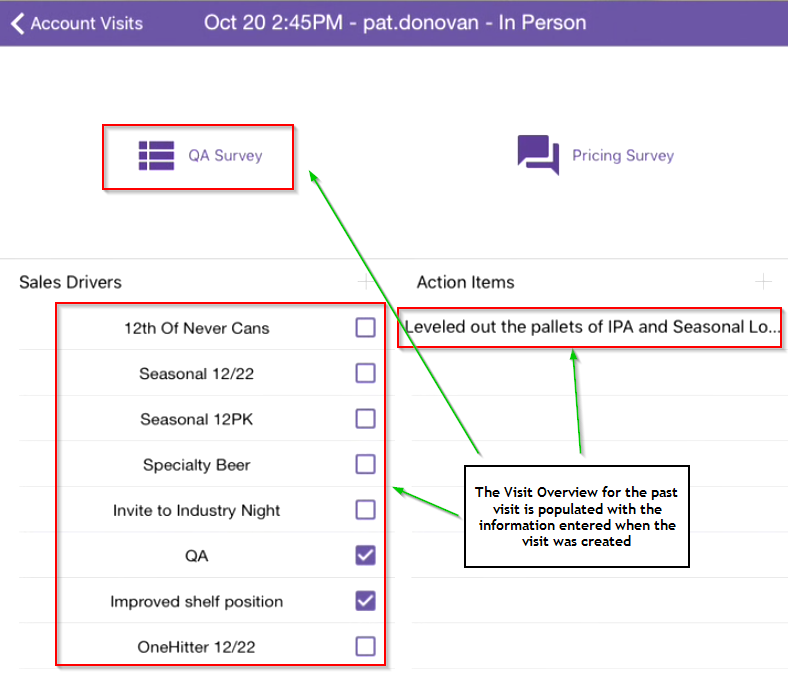 Account Visits
Oct 20 2:45PM - pat.donovan - In Person
QA Survey
Pricing Survey
Sales Drivers
Action Items
12th Of Never Cans
Leveled out the pallets of IPA and Seasonal Lo...
Seasonal 12/22
Seasonal 12PK
Specialty Beer
Invite to Industry Night
QA
Improved shelf position
OneHitter 12/22
The Visit Overview for the past
visit is populated with the
information entered when the
visit was created